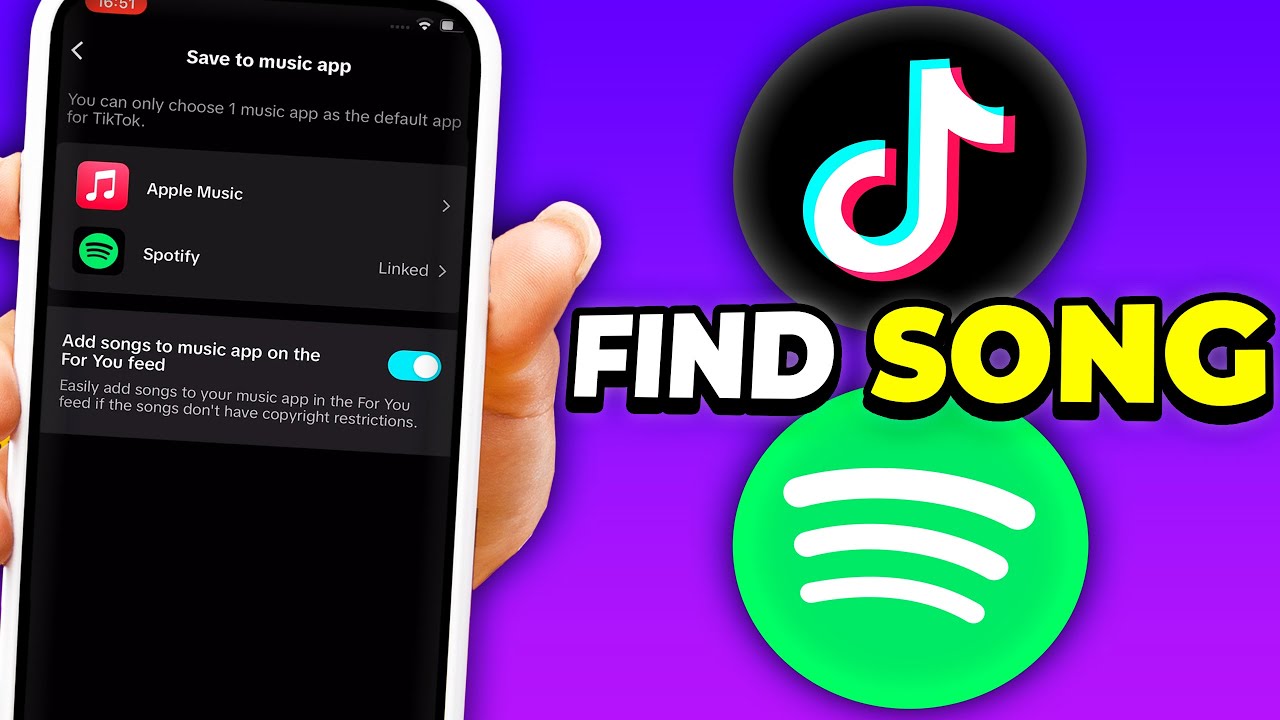 16:51
Save to music app
You can only choose 1 music app as the default app
for TikTok.
Apple Music
Spotify
Linked
Add songs to music app on the
For You feed
Easily add songs to your music app in the For You
feed if the songs don't have copyright restrictions.
FIND SONG